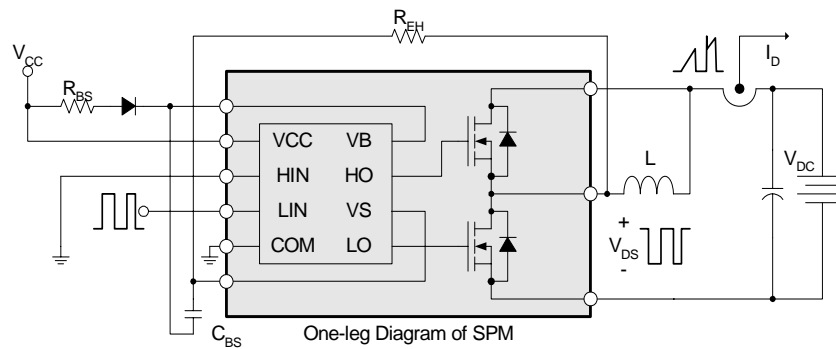 R_EH
V_CC
R_BS
I_D
VCC VB
HIN HO
LIN VS
COM LO
L
V_DC
+
V_DS
-
C_BS
One-leg Diagram of SPM